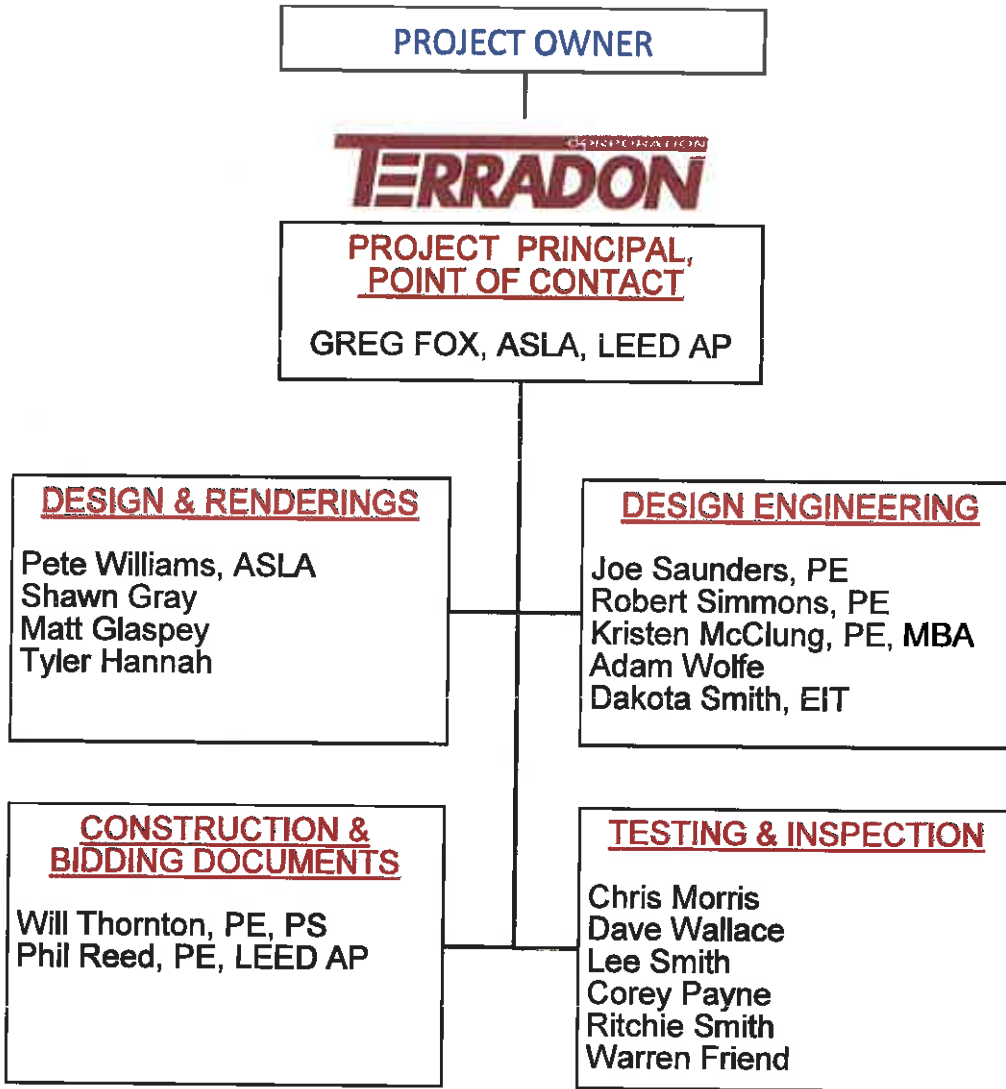 PROJECT OWNER
CORPORATION
TERRADON
PROJECT PRINCIPAL,
POINT OF CONTACT
GREG FOX, ASLA, LEED AP
DESIGN & RENDERINGS
Pete Williams, ASLA
Shawn Gray
Matt Glaspey
Tyler Hannah
DESIGN ENGINEERING
Joe Saunders, PE
Robert Simmons, PE
Kristen McClung, PE, MBA
Adam Wolfe
Dakota Smith, EIT
CONSTRUCTION &
BIDDING DOCUMENTS
Will Thornton, PE, PS
Phil Reed, PE, LEED AP
TESTING & INSPECTION
Chris Morris
Dave Wallace
Lee Smith
Corey Payne
Ritchie Smith
Warren Friend